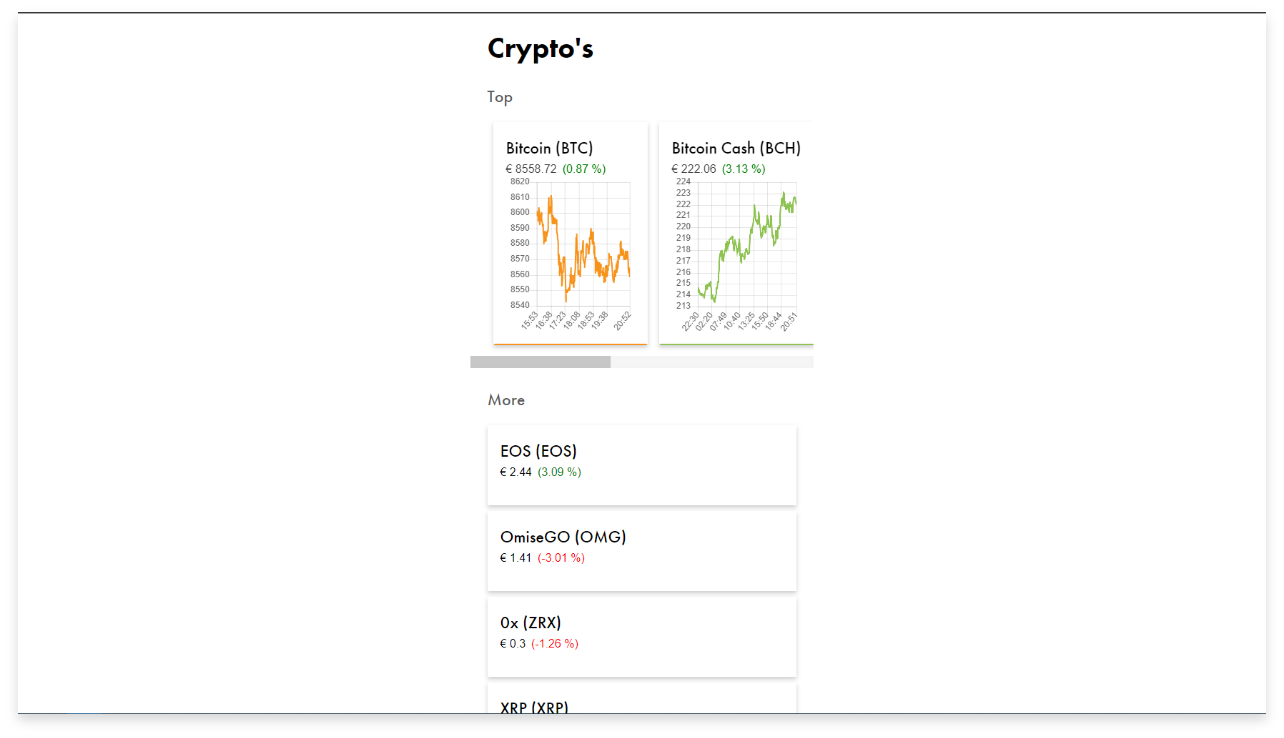 Crypto's
Top
Bitcoin (BTC)
€ 8558.72 (0.87 %)
8620
8610
8600
8590
8580
8570
8560
8550
8540
15:53
16:38
17:23
18:08
18:53
19:38
20:52
Bitcoin Cash (BCH)
€ 222.06 (3.13 %)
224
223
222
221
220
219
218
217
216
215
214
213
22:30
02:20
07:49
10:40
13:25
15:50
18:44
20:51
More
EOS (EOS)
€ 2.44 (3.09 %)
OmiseGO (OMG)
€ 1.41 (-3.01 %)
0x (ZRX)
€ 0.3 (-1.26 %)
XRP (XRP)